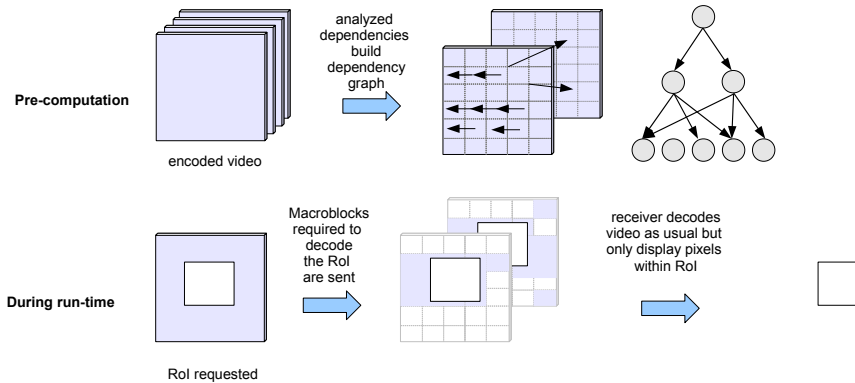 analyzed
dependencies
build
dependency
graph
Pre-computation
encoded video
Macroblocks
required to
decode
the RoI
are sent
receiver decodes
video as usual but
only display pixels
within RoI
During run-time
RoI requested